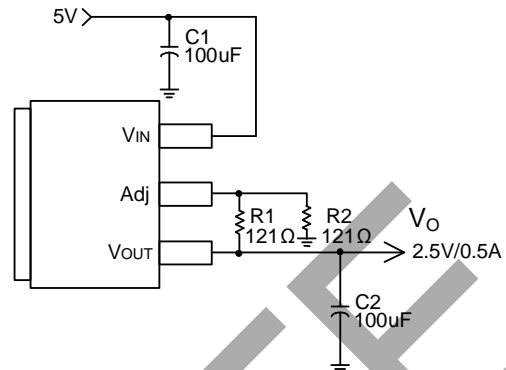 5V
C1
100uF
VIN
Adj
R1
121Ω
R2
121Ω
VO
VOUT
2.5V/0.5A
C2
100uF